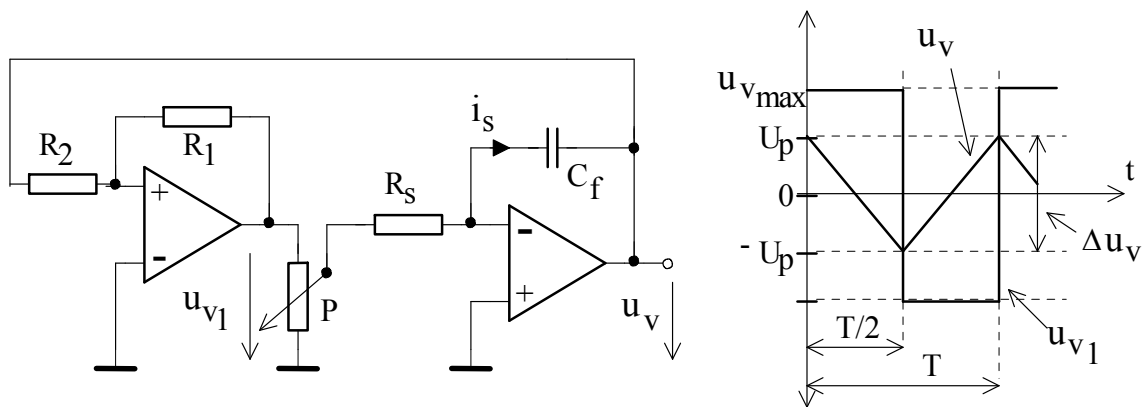 R2
R1
+
-
uv1
P
Rs
is
Cf
-
+
uv
uv
uvmax
Up
0
- Up
t
Δuv
T/2
T
uv1